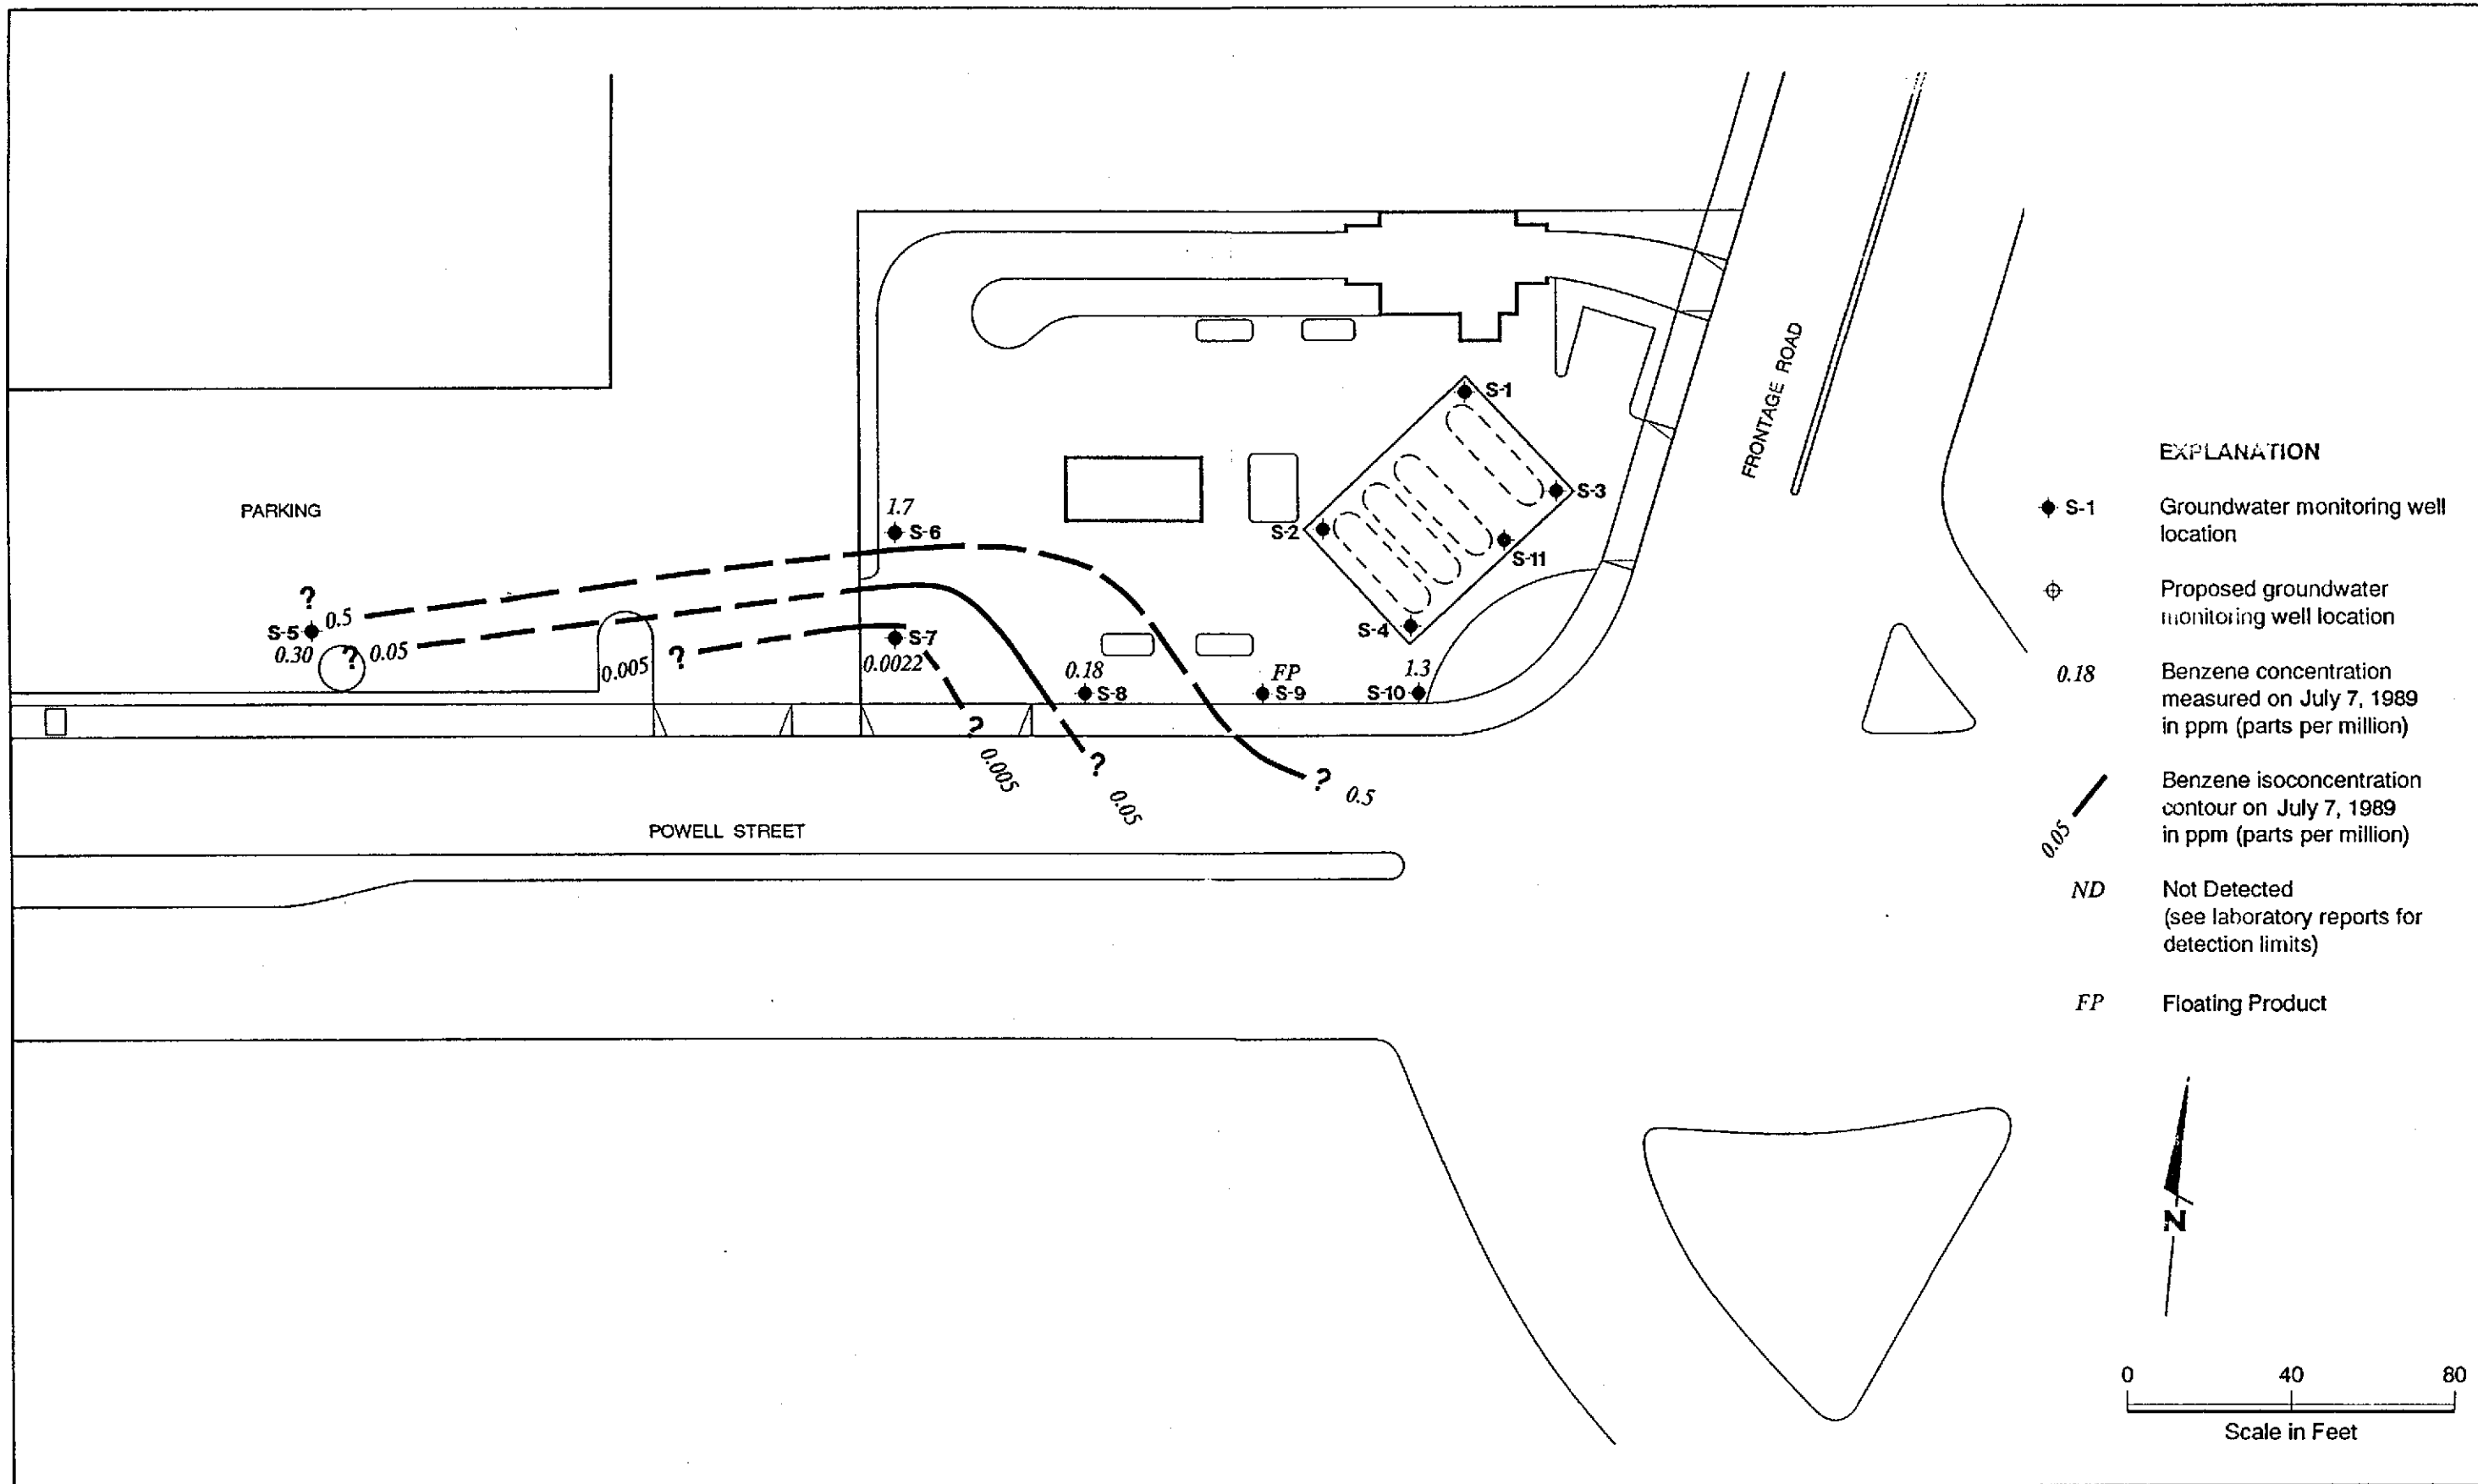 S-1
FRONTAGE ROAD
EXPLANATION
S-3
S-1 Groundwater monitoring well
location
PARKING
1.7
S-6
S-2
S-11
Proposed groundwater
monitoring well location
?
0.5
S-5
0.30
? 0.05
0.005
?
S-7
0.0022
S-4
0.18
S-8
FP
S-9
1.3
S-10
0.18 Benzene concentration
measured on July 7, 1989
in ppm (parts per million)
?
0.005
?
0.05
?
0.5
0.05 Benzene isoconcentration
contour on July 7, 1989
in ppm (parts per million)
POWELL STREET
ND Not Detected
(see laboratory reports for
detection limits)
FP Floating Product
N
0 40 80
Scale in Feet